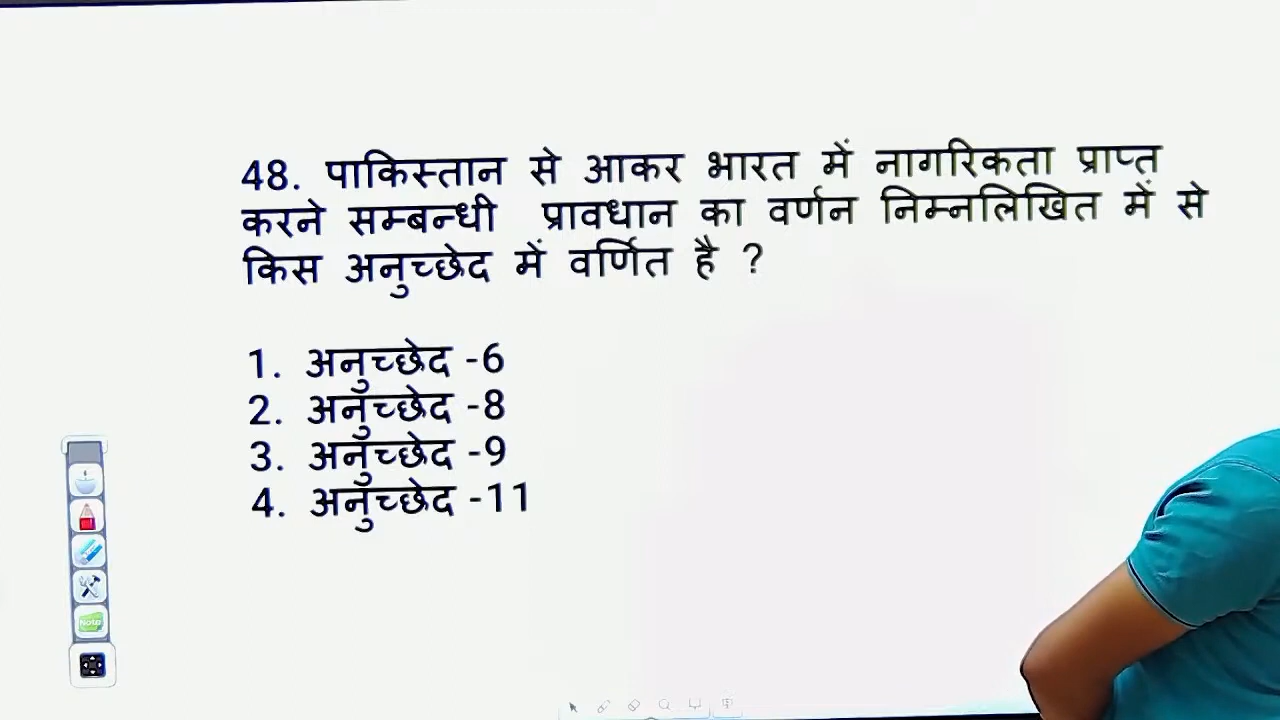 48. पाकिस्तान से आकर भारत में नागरिकता प्राप्त
करने सम्बन्धी प्रावधान का वर्णन निम्नलिखित में से
किस अनुच्छेद में वर्णित है ?
1. अनुच्छेद -6
2. अनुच्छेद -8
3. अनुच्छेद -9
4. अनुच्छेद -11
Note